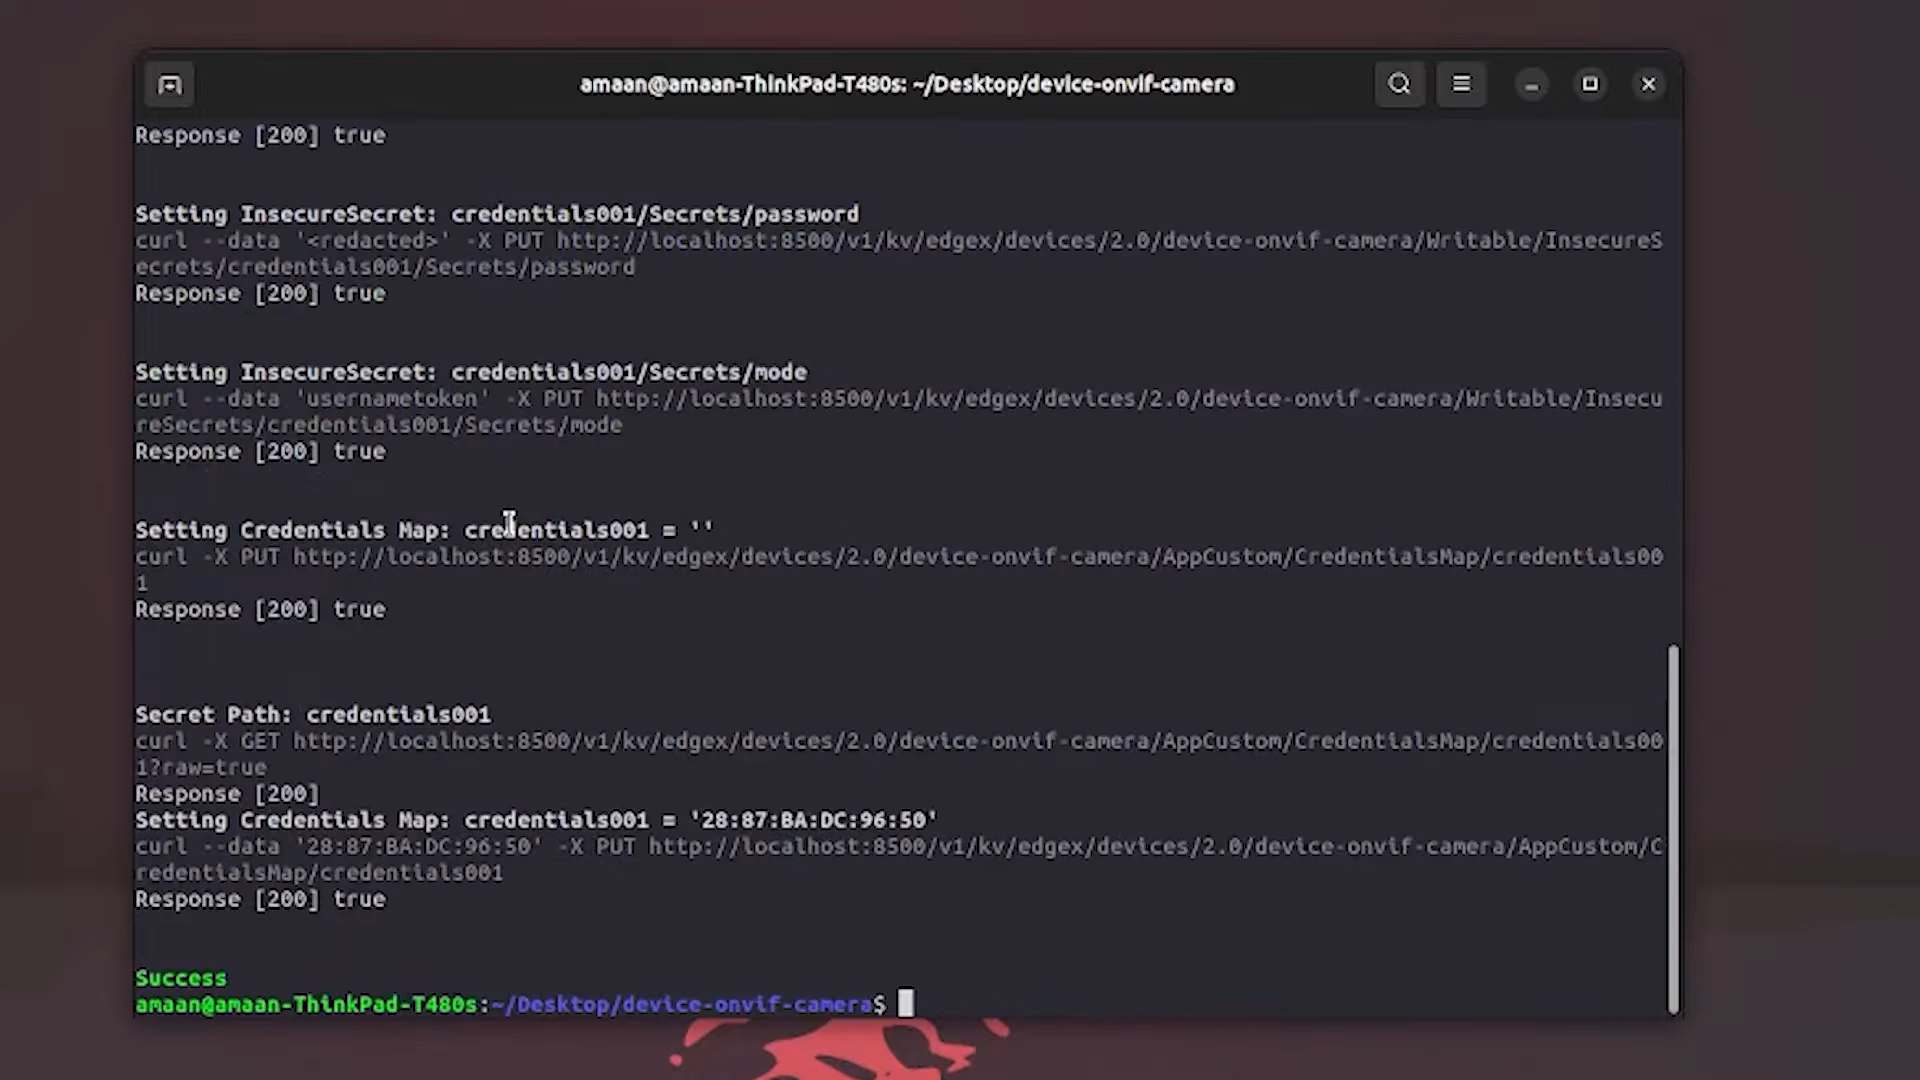 amaan@amaan-ThinkPad-T480s: ~/Desktop/device-onvif-camera
Response [200] true
Setting InsecureSecret: credentials001/Secrets/password
curl --data '<redacted>' -X PUT http://localhost:8500/v1/kv/edgex/devices/2.0/device-onvif-camera/Writable/InsecureS
ecrets/credentials001/Secrets/password
Response [200] true
Setting InsecureSecret: credentials001/Secrets/mode
curl --data 'usernametoken' -X PUT http://localhost:8500/v1/kv/edgex/devices/2.0/device-onvif-camera/Writable/Insecu
reSecrets/credentials001/Secrets/mode
Response [200] true
Setting Credentials Map: credentials001 = ''
curl -X PUT http://localhost:8500/v1/kv/edgex/devices/2.0/device-onvif-camera/AppCustom/CredentialsMap/credentials00
1
Response [200] true
Secret Path: credentials001
curl -X GET http://localhost:8500/v1/kv/edgex/devices/2.0/device-onvif-camera/AppCustom/CredentialsMap/credentials00
1?raw=true
Response [200]
Setting Credentials Map: credentials001 = '28:87:BA:DC:96:50'
curl --data '28:87:BA:DC:96:50' -X PUT http://localhost:8500/v1/kv/edgex/devices/2.0/device-onvif-camera/AppCustom/C
redentialsMap/credentials001
Response [200] true
Success
amaan@amaan-ThinkPad-T480s:~/Desktop/device-onvif-camera$